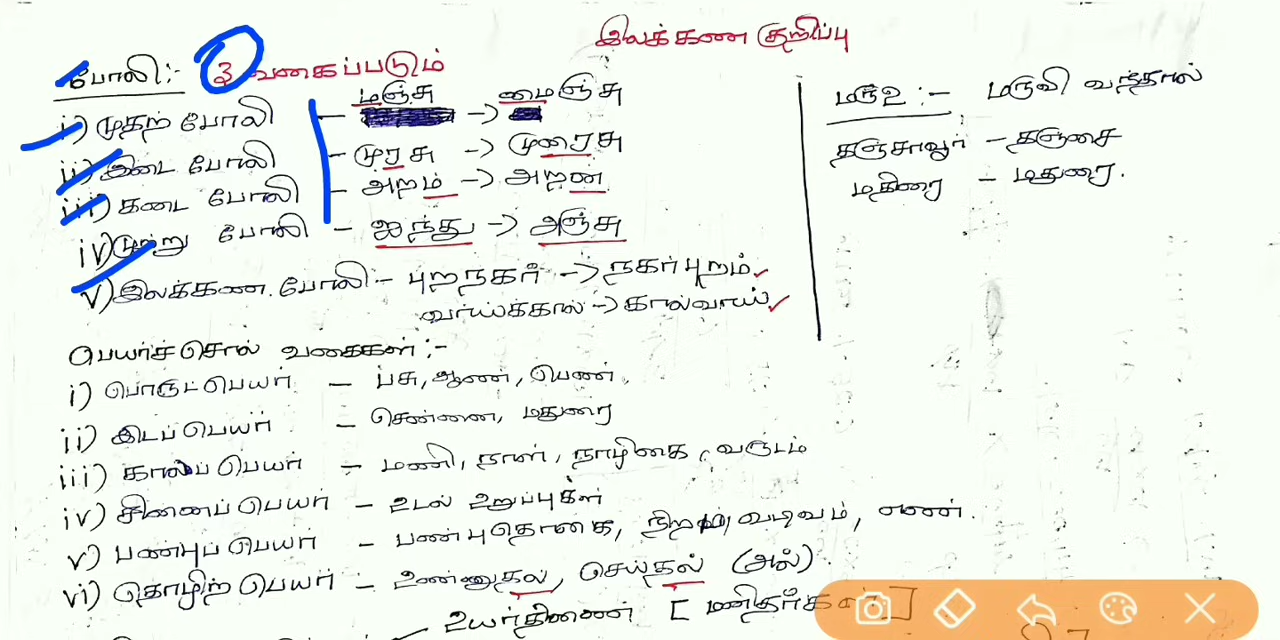 இலக்கண குறிப்பு
போலி:- 3 வகைப்படும்
i) முதற் போலி - மஞ்சு -> மைஞ்சு
ii) இடை போலி - முரசு -> முரைசு
iii) கடை போலி - அறம் -> அறன்
iv) முற்று போலி - ஐந்து -> அஞ்சு
v) இலக்கண போலி:- புறநகர் -> நகர்புறம்
வாய்க்கால் -> கால்வாய்
மரூஉ :- மருவி வந்தால்
தஞ்சாவூர் - தஞ்சை
மதிரை - மதுரை.
பெயர்ச்சொல் வகைகள்:-
i) பொருட்பெயர் - பசு, ஆண், பெண்,
ii) இடப்பெயர் - சென்னை, மதுரை
iii) காலப்பெயர் - மணி, நாள், நாழிகை, வருடம்
iv) சினைப்பெயர் - உடல் உறுப்புகள்
v) பண்புப்பெயர் - பண்புதொகை, நிறம், வடிவம், எண்.
vi) தொழிற்பெயர் - உண்ணுதல், செய்தல் (அல்)
உயர்திணை [மனிதர்கள்]